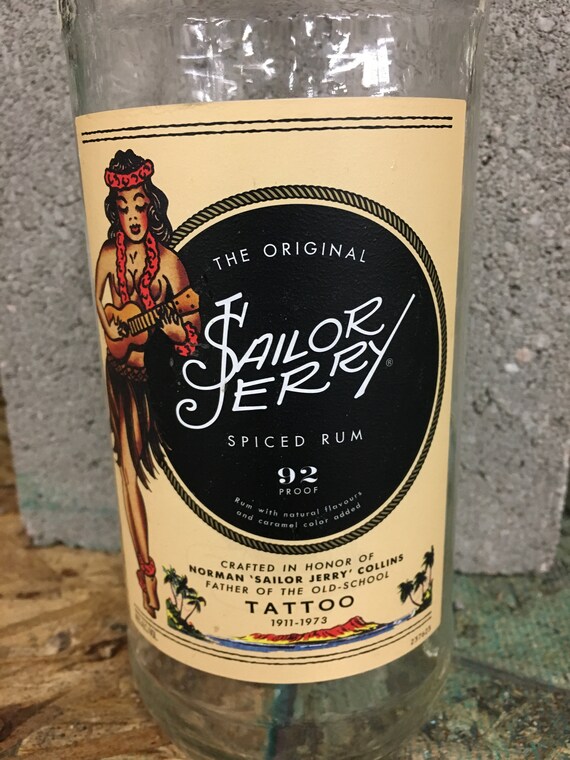 THE ORIGINAL
SAILOR
JERRY®
SPICED RUM
92
PROOF
Rum with natural flavours
and caramel color added
CRAFTED IN HONOR OF
NORMAN 'SAILOR JERRY' COLLINS
FATHER OF THE OLD-SCHOOL
TATTOO
1911-1973